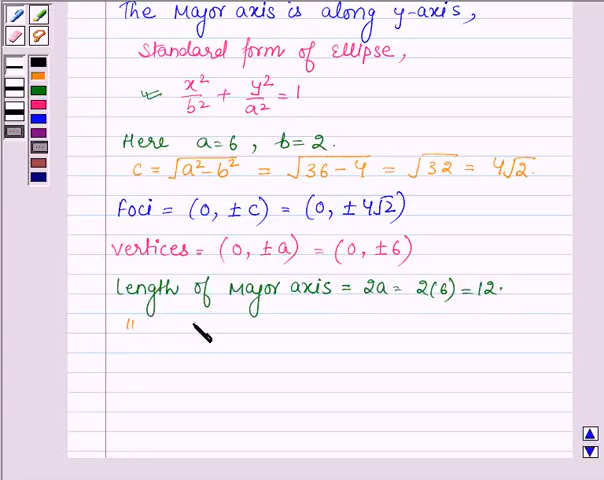 The Major axis is along y-axis,
Standard form of Ellipse,
x²/b² + y²/a² = 1
Here a=6, b=2.
c = √a²-b² = √36-4 = √32 = 4√2.
Foci = (0, ±c) = (0, ±4√2)
Vertices = (0, ±a) = (0, ±6)
Length of Major axis = 2a = 2(6) = 12.
"